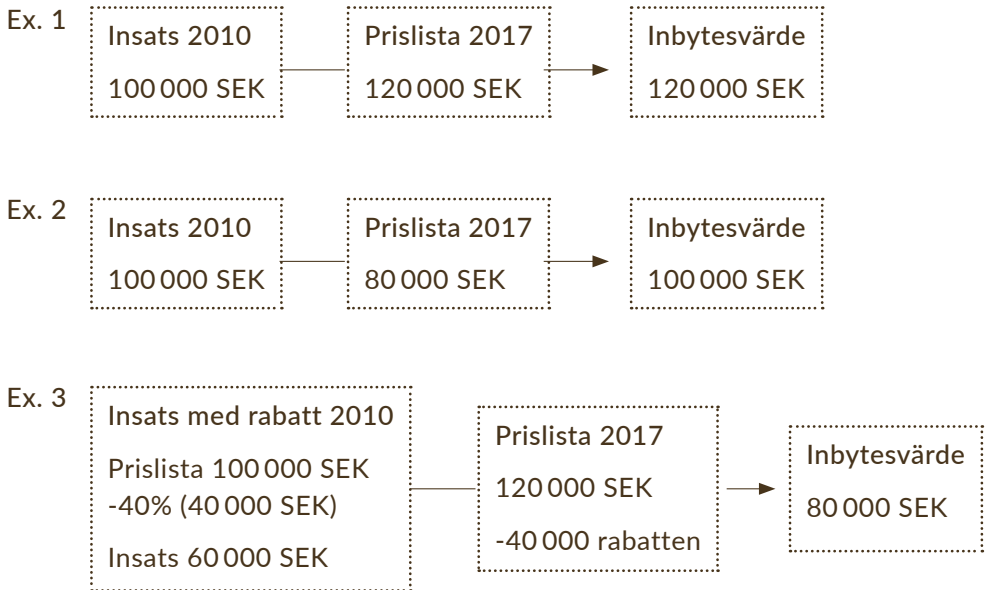 Ex. 1
Insats 2010
100 000 SEK
Prislista 2017
120 000 SEK
Inbytesvärde
120 000 SEK
Ex. 2
Insats 2010
100 000 SEK
Prislista 2017
80 000 SEK
Inbytesvärde
100 000 SEK
Ex. 3
Insats med rabatt 2010
Prislista 100 000 SEK
-40% (40 000 SEK)
Insats 60 000 SEK
Prislista 2017
120 000 SEK
-40 000 rabatten
Inbytesvärde
80 000 SEK